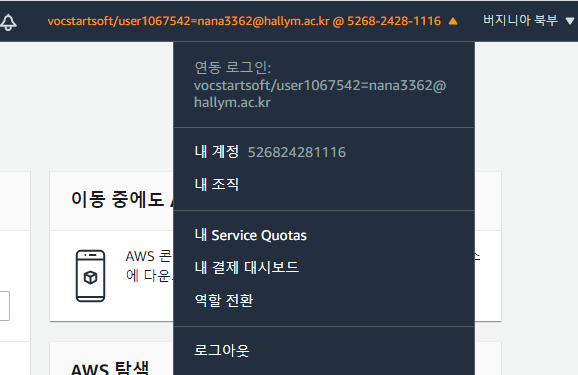 vocstartsoft/user1067542=nana3362@hallym.ac.kr @ 5268-2428-1116 ▲ 버지니아 북부 ▼
연동 로그인:
vocstartsoft/user1067542=nana3362@
hallym.ac.kr
내 계정 526824281116
내 조직
이동 중에도
내 Service Quotas
AWS 콘
소
내 결제 대시보드
에 다운
역할 전환
로그아웃
AWS 탐색